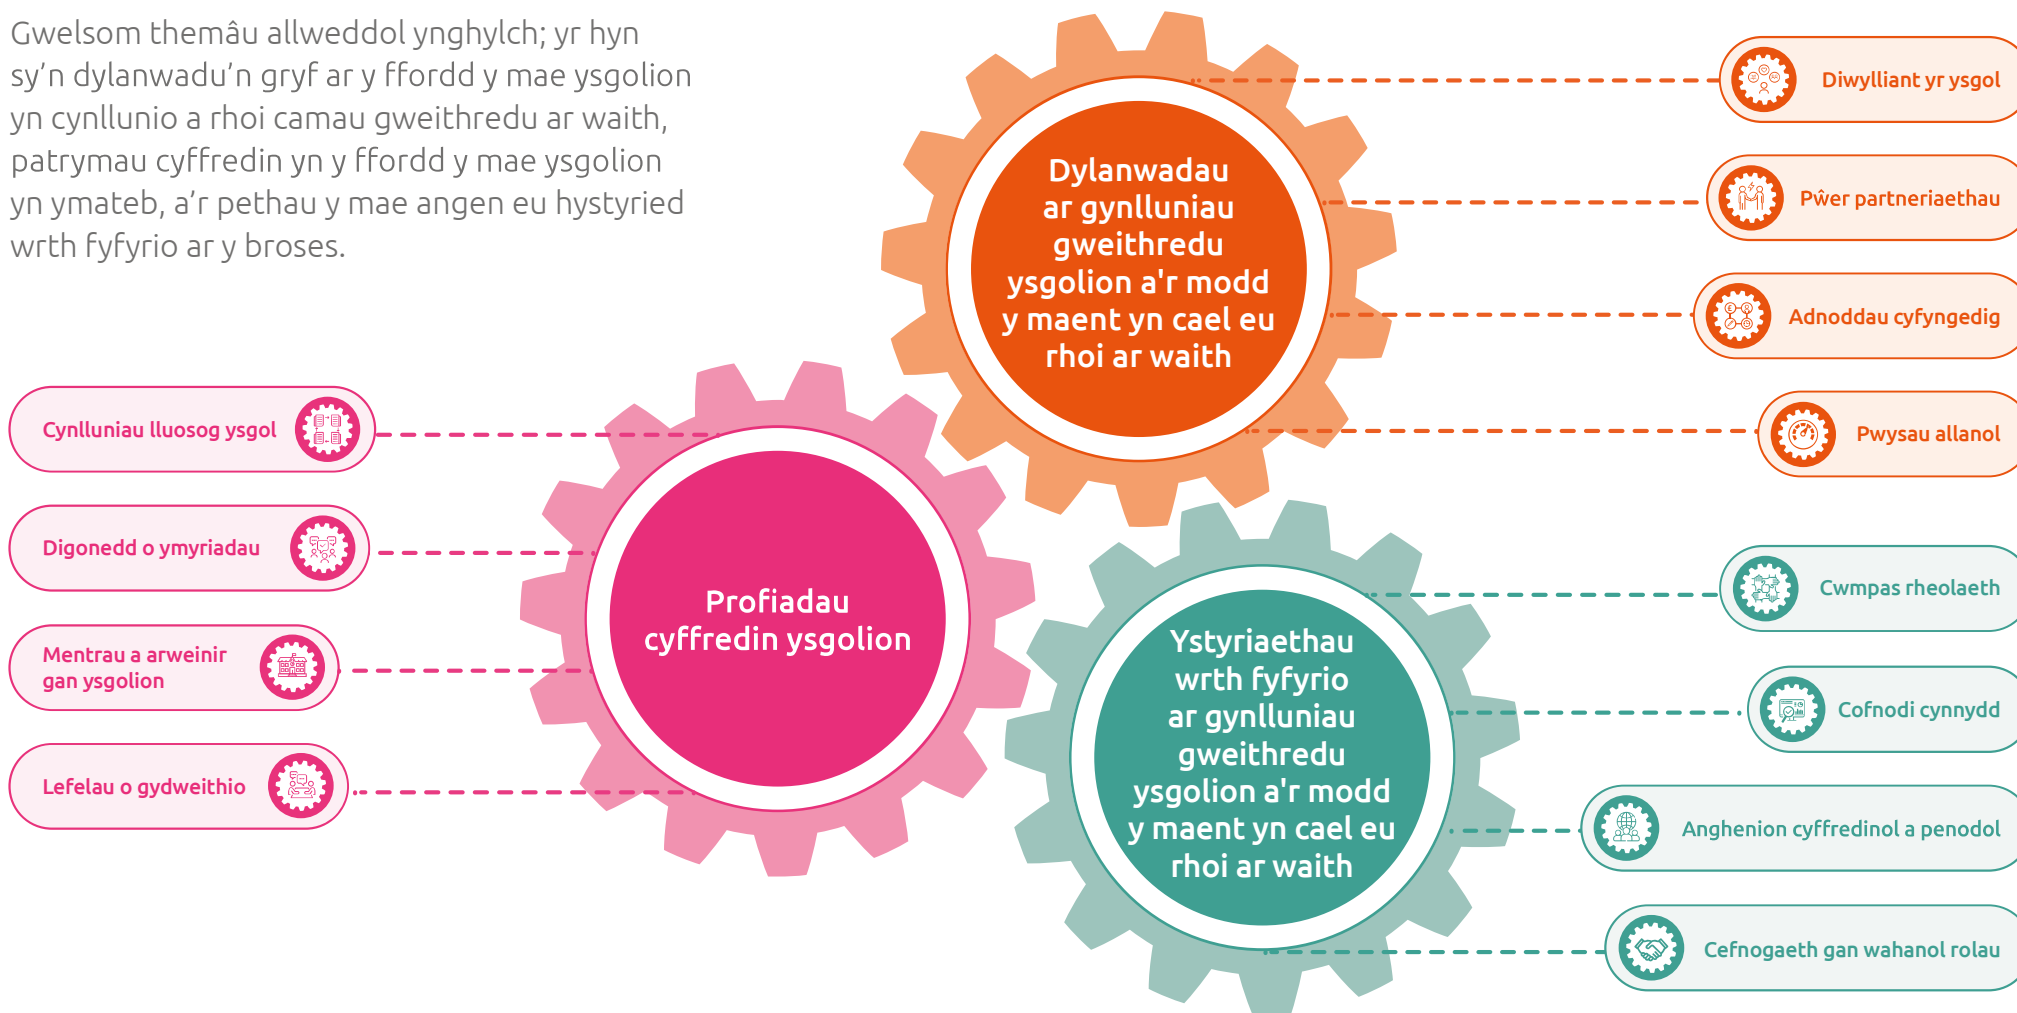 Gwelsom themâu allweddol ynghylch; yr hyn
sy'n dylanwadu'n gryf ar y ffordd y mae ysgolion
yn cynllunio a rhoi camau gweithredu ar waith,
patrymau cyffredin yn y ffordd y mae ysgolion
yn ymateb, a'r pethau y mae angen eu hystyried
wrth fyfyrio ar y broses.
Dylanwadau
ar gynlluniau
gweithredu
ysgolion a'r modd
y maent yn cael eu
rhoi ar waith
Diwylliant yr ysgol
Pŵer partneriaethau
Adnoddau cyfyngedig
Pwysau allanol
Cynlluniau lluosog ysgol
Digonedd o ymyriadau
Mentrau a arweinir
gan ysgolion
Lefelau o gydweithio
Profiadau
cyffredin ysgolion
Ystyriaethau
wrth fyfyrio
ar gynlluniau
gweithredu
ysgolion a'r modd
y maent yn cael eu
rhoi ar waith
Cwmpas rheolaeth
Cofnodi cynnydd
Anghenion cyffredinol a penodol
Cefnogaeth gan wahanol rolau